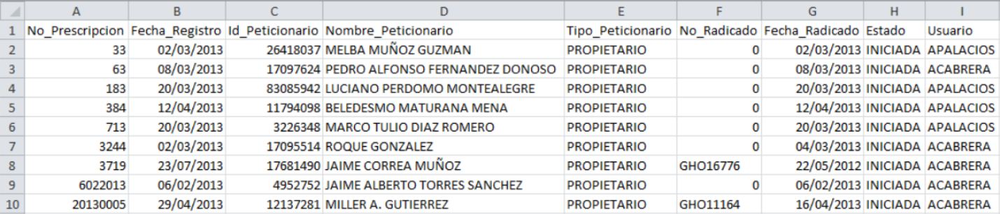 A B C D E F G H I
1 No_Prescripcion Fecha_Registro Id_Peticionario Nombre_Peticionario Tipo_Peticionario No_Radicado Fecha_Radicado Estado Usuario
2 33 02/03/2013 26418037 MELBA MUÑOZ GUZMAN PROPIETARIO 0 02/03/2013 INICIADA APALACIOS
3 63 08/03/2013 17097624 PEDRO ALFONSO FERNANDEZ DONOSO PROPIETARIO 0 08/03/2013 INICIADA ACABRERA
4 183 20/03/2013 83085942 LUCIANO PERDOMO MONTEALEGRE PROPIETARIO 0 20/03/2013 INICIADA APALACIOS
5 384 12/04/2013 11794098 BELEDESMO MATURANA MENA PROPIETARIO 0 12/04/2013 INICIADA APALACIOS
6 713 20/03/2013 3226348 MARCO TULIO DIAZ ROMERO PROPIETARIO 0 20/03/2013 INICIADA APALACIOS
7 3244 02/03/2013 17095514 ROQUE GONZALEZ PROPIETARIO 0 04/03/2013 INICIADA ACABRERA
8 3719 23/07/2013 17681490 JAIME CORREA MUÑOZ PROPIETARIO GHO16776 22/05/2012 INICIADA ACABRERA
9 6022013 06/02/2013 4952752 JAIME ALBERTO TORRES SANCHEZ PROPIETARIO 0 06/02/2013 INICIADA ACABRERA
10 20130005 29/04/2013 12137281 MILLER A. GUTIERREZ PROPIETARIO GHO11164 16/04/2013 INICIADA ACABRERA